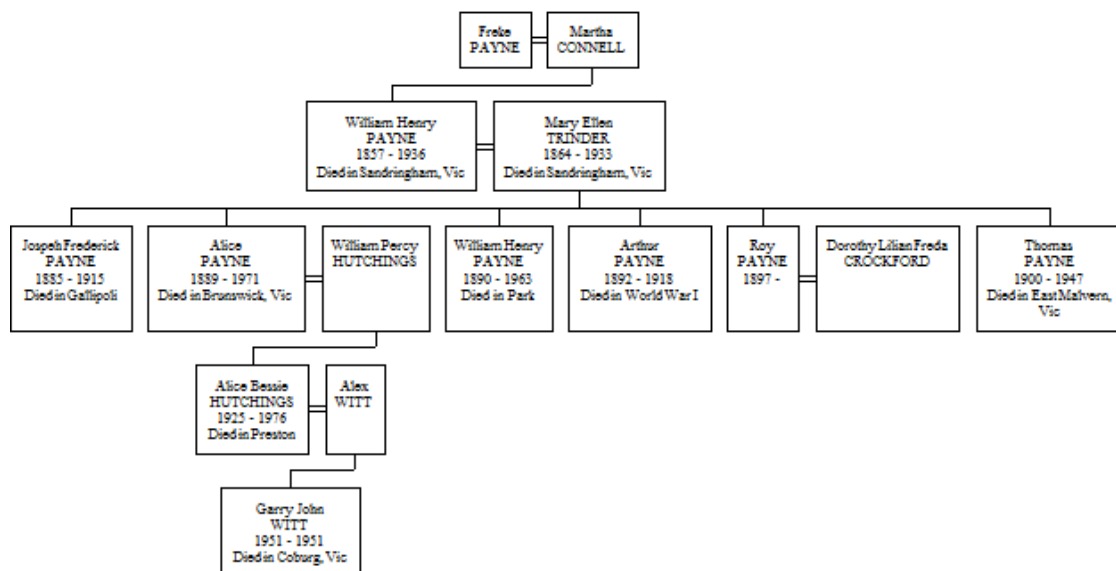 Freke
PAYNE
Martha
CONNELL
William Henry
PAYNE
1857 - 1936
Died in Sandringham, Vic
Mary Ellen
TRINDER
1864 - 1933
Died in Sandringham, Vic
Jospeh Frederick
PAYNE
1885 - 1915
Died in Gallipoli
Alice
PAYNE
1889 - 1971
Died in Brunswick, Vic
William Percy
HUTCHINGS
William Henry
PAYNE
1890 - 1963
Died in Park
Arthur
PAYNE
1892 - 1918
Died in World War I
Roy
PAYNE
1897 -
Dorothy Lilian Freda
CROCKFORD
Thomas
PAYNE
1900 - 1947
Died in East Malvern,
Vic
Alice Bessie
HUTCHINGS
1925 - 1976
Died in Preston
Alex
WITT
Garry John
WITT
1951 - 1951
Died in Coburg, Vic